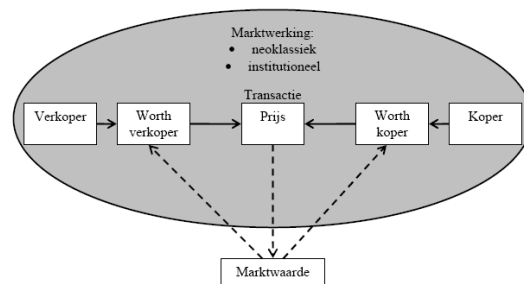 Marktwerking:
• neoklassiek
• institutioneel
Transactie
Verkoper
Worth
verkoper
Prijs
Worth
koper
Koper
Marktwaarde